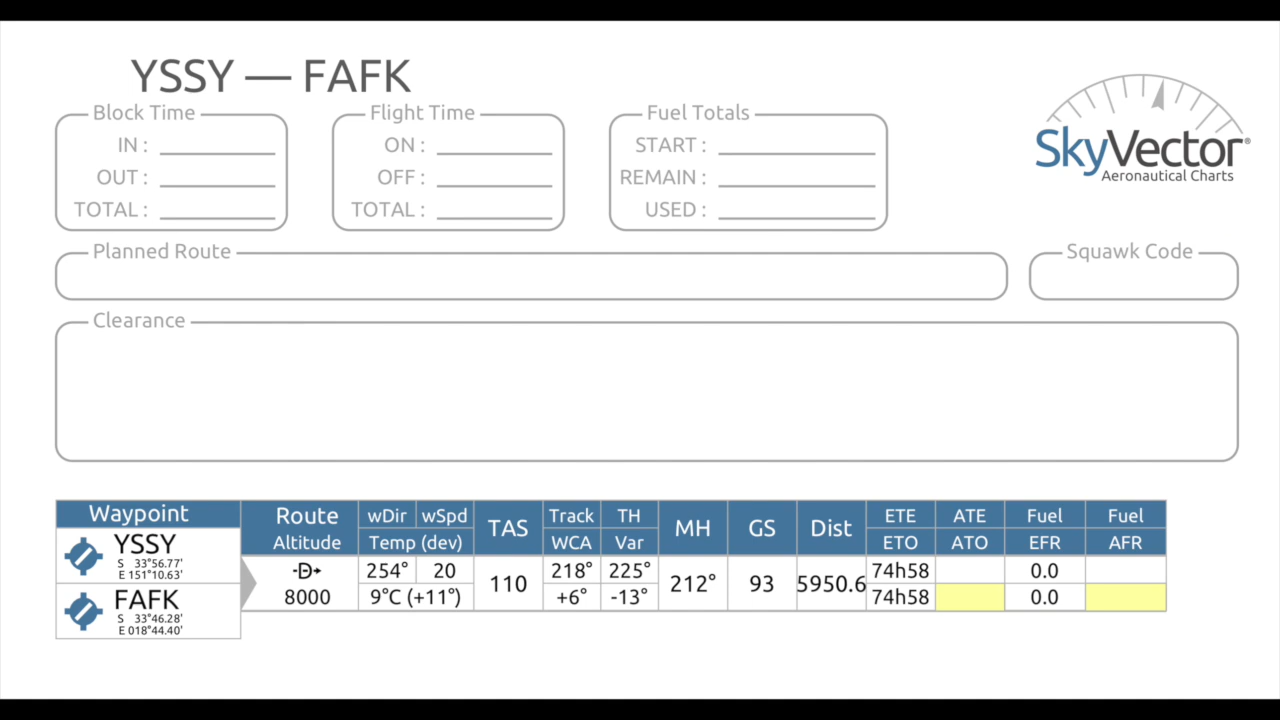 YSSY — FAFK
Block Time
IN :
OUT :
TOTAL :
Flight Time
ON :
OFF :
TOTAL :
Fuel Totals
START :
REMAIN :
USED :
SkyVector®
Aeronautical Charts
Planned Route
Squawk Code
Clearance
Waypoint Route wDir wSpd TAS Track TH MH GS Dist ETE ATE Fuel Fuel
Altitude Temp (dev) WCA Var ETO ATO EFR AFR
YSSY
S 33°56.77'
E 151°10.63'
FAFK
S 33°46.28'
E 018°44.40'
D 254° 20 110 218° 225° 212° 93 5950.6 74h58 0.0
8000 9°C (+11°) +6° -13° 74h58 0.0